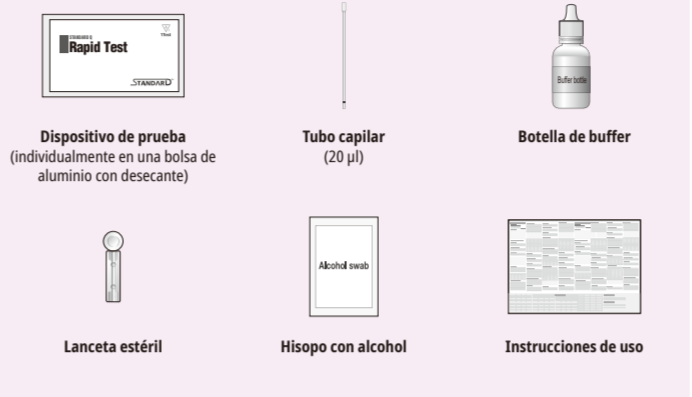 STANDARD Q
Rapid Test
STANDARD
Buffer bottle
Dispositivo de prueba
(individualmente en una bolsa de
aluminio con desecante)
Tubo capilar
(20 µl)
Botella de buffer
Alcohol swab
Lanceta estéril
Hisopo con alcohol
Instrucciones de uso